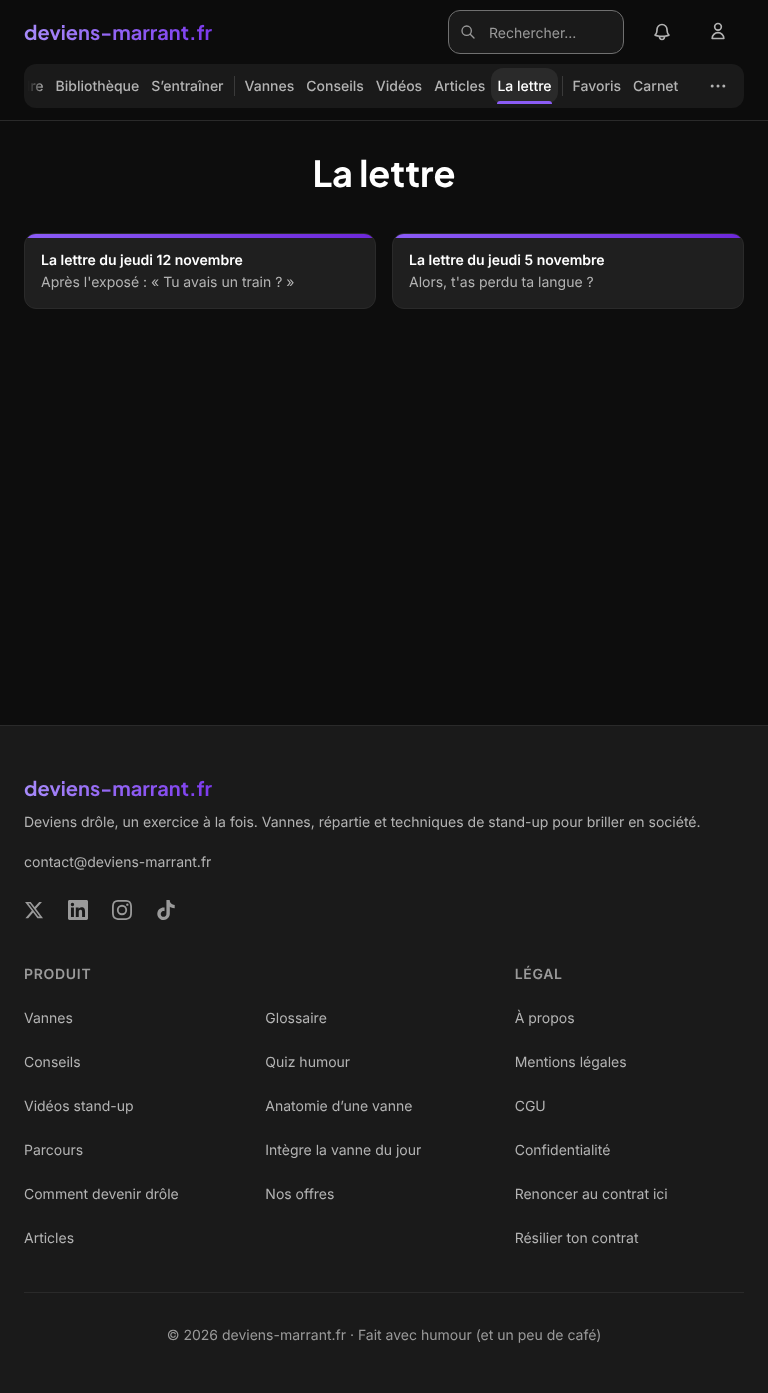 deviens-marrant.fr
Rechercher...
re Bibliothèque S’entraîner Vannes Conseils Vidéos Articles La lettre Favoris Carnet
La lettre
La lettre du jeudi 12 novembre
Après l'exposé : « Tu avais un train ? »
La lettre du jeudi 5 novembre
Alors, t'as perdu ta langue ?
deviens-marrant.fr
Deviens drôle, un exercice à la fois. Vannes, répartie et techniques de stand-up pour briller en société.
contact@deviens-marrant.fr
PRODUIT
Vannes
Conseils
Vidéos stand-up
Parcours
Comment devenir drôle
Articles
Glossaire
Quiz humour
Anatomie d’une vanne
Intègre la vanne du jour
Nos offres
LÉGAL
À propos
Mentions légales
CGU
Confidentialité
Renoncer au contrat ici
Résilier ton contrat
© 2026 deviens-marrant.fr · Fait avec humour (et un peu de café)